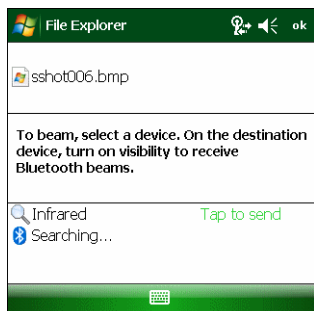 File Explorer ok
sshot006.bmp
To beam, select a device. On the destination
device, turn on visibility to receive
Bluetooth beams.
Infrared Tap to send
Searching...